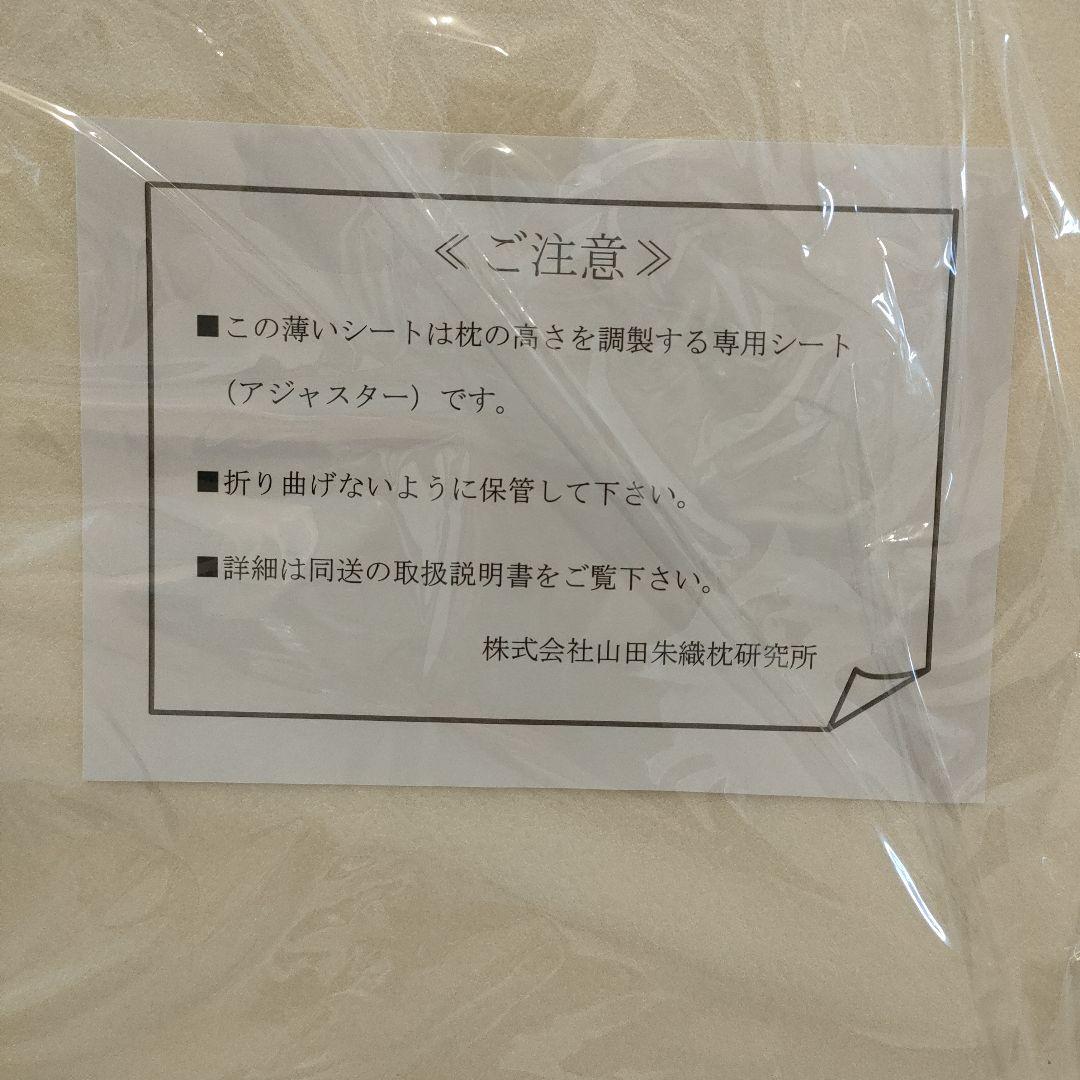 ≪ご注意≫
■この薄いシートは枕の高さを調製する専用シート
（アジャスター）です。
■折り曲げないように保管して下さい。
■詳細は同送の取扱説明書をご覧下さい。
株式会社山田朱織枕研究所